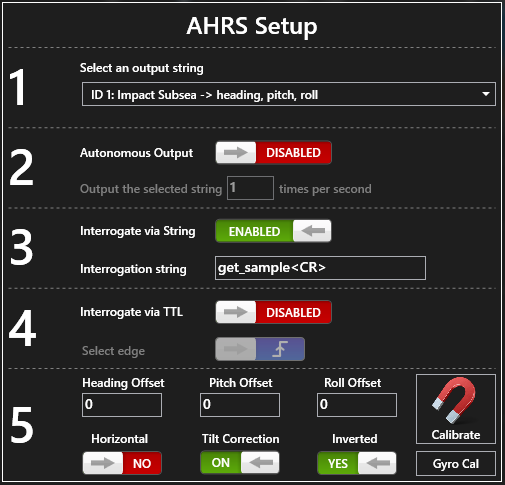 AHRS Setup
1
Select an output string
ID 1: Impact Subsea -> heading, pitch, roll
2
Autonomous Output DISABLED
Output the selected string 1 times per second
3
Interrogate via String ENABLED
Interrogation string get_sample<CR>
4
Interrogate via TTL DISABLED
Select edge
5
Heading Offset Pitch Offset Roll Offset
0 0 0
Calibrate
Horizontal Tilt Correction Inverted
NO ON YES Gyro Cal